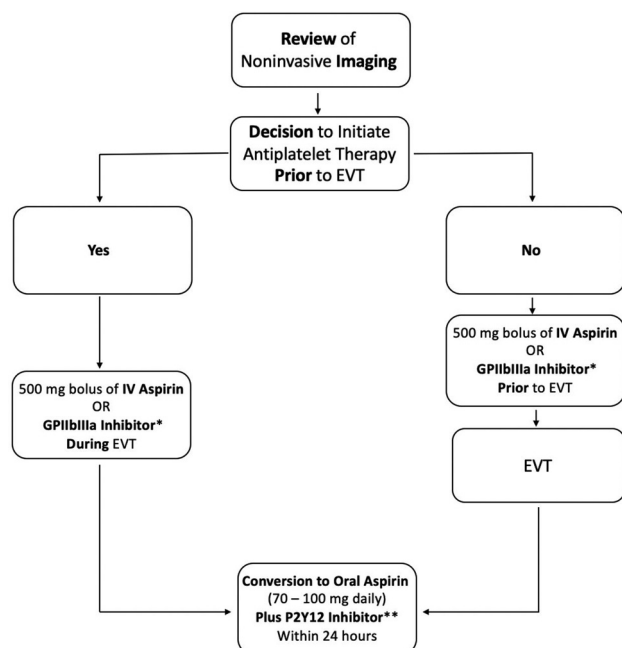 Review of
Noninvasive Imaging
Decision to Initiate
Antiplatelet Therapy
Prior to EVT
Yes
No
500 mg bolus of IV Aspirin
OR
GPIIbIIIa Inhibitor*
During EVT
500 mg bolus of IV Aspirin
OR
GPIIbIIIa Inhibitor*
Prior to EVT
EVT
Conversion to Oral Aspirin
(70 – 100 mg daily)
Plus P2Y12 Inhibitor**
Within 24 hours